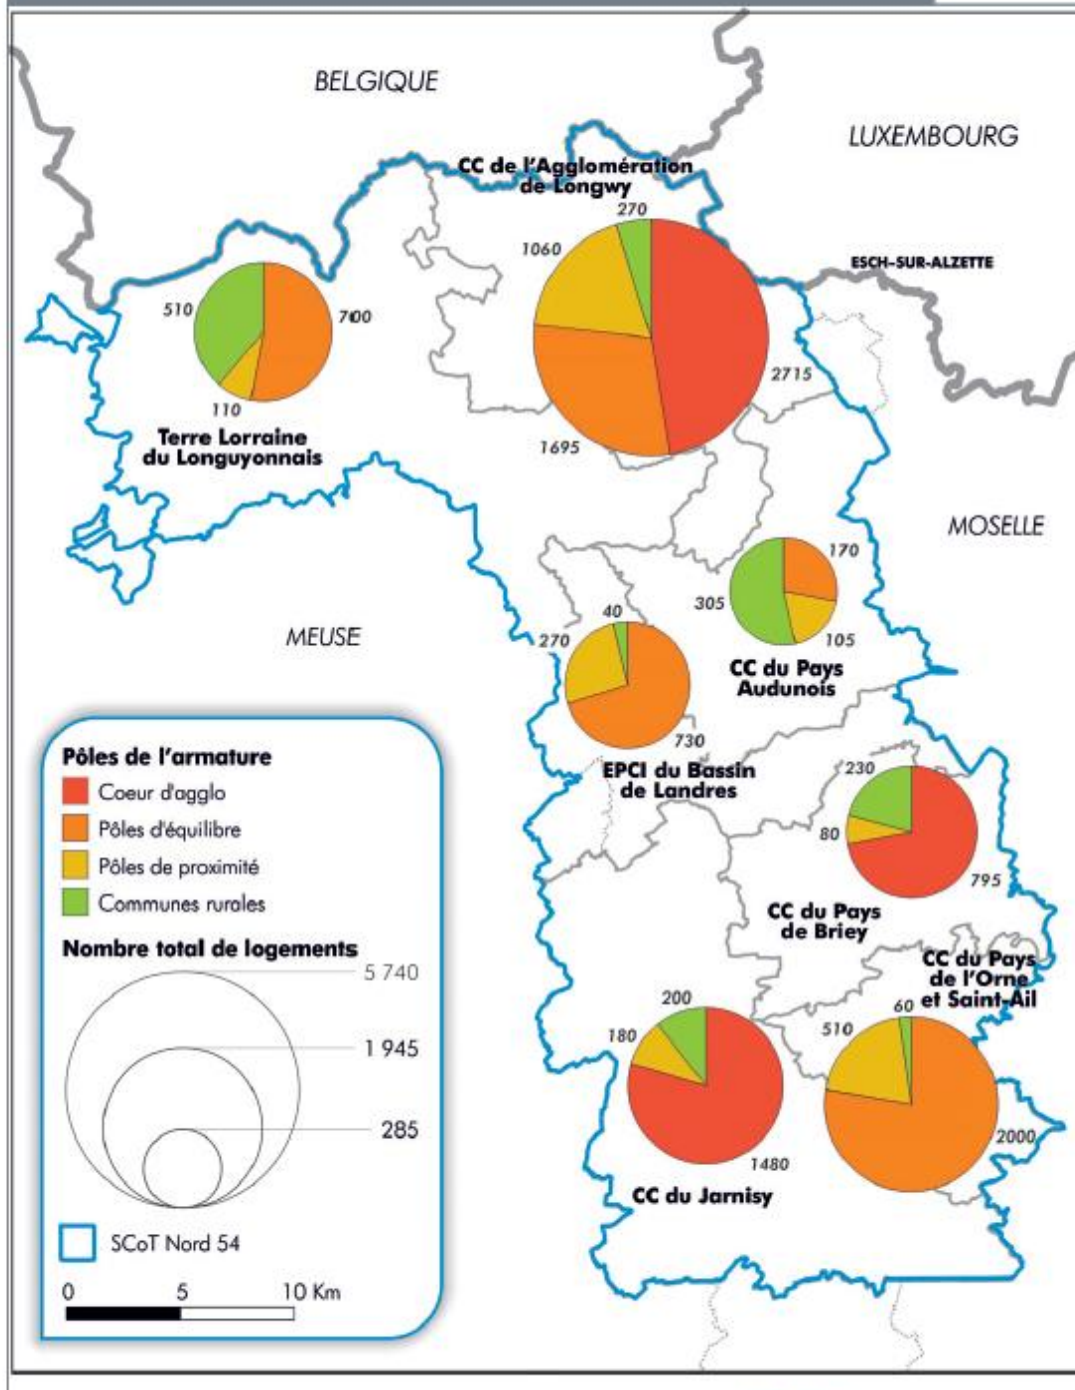 BELGIQUE
LUXEMBOURG
CC de l'Agglomération
de Longwy
270
1060
ESCH-SUR-ALZETTE
510
700
2715
110
1695
Terre Lorraine
du Longuyonnais
MOSELLE
170
305
40
105
270
MEUSE
CC du Pays
Audunois
730
EPCI du Bassin
de Landres
230
80
795
CC du Pays
de Briey
CC du Pays
de l'Orne
et Saint-Ail
60
200
510
180
2000
1480
CC du Jarnisy
Pôles de l'armature
Coeur d'agglo
Pôles d'équilibre
Pôles de proximité
Communes rurales
Nombre total de logements
5 740
1 945
285
SCoT Nord 54
0 5 10 Km